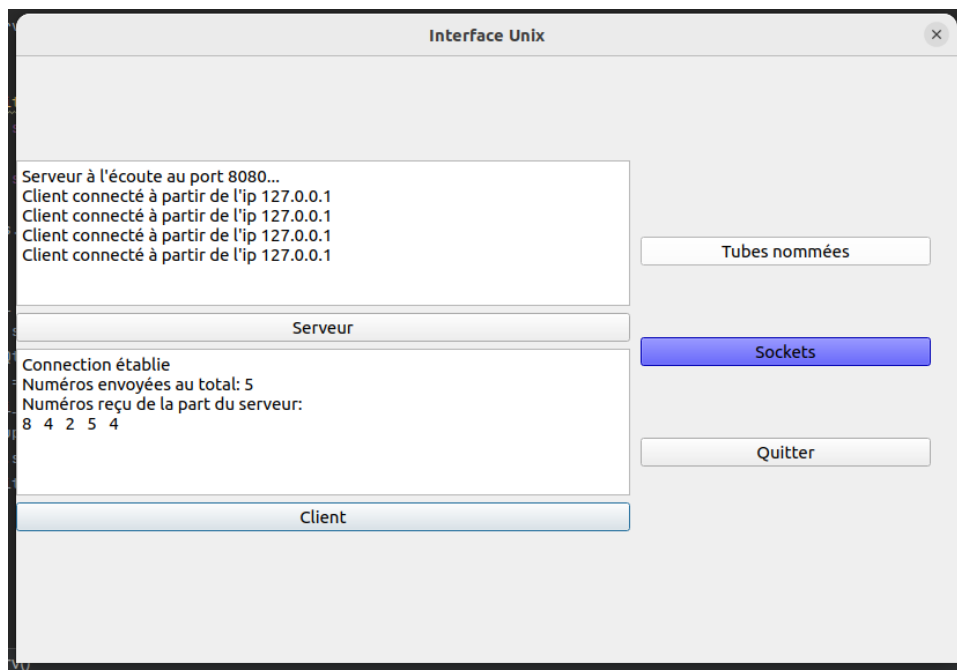 Interface Unix
Serveur à l'écoute au port 8080...
Client connecté à partir de l'ip 127.0.0.1
Client connecté à partir de l'ip 127.0.0.1
Client connecté à partir de l'ip 127.0.0.1
Client connecté à partir de l'ip 127.0.0.1
Serveur
Connection établie
Numéros envoyées au total: 5
Numéros reçu de la part du serveur:
8 4 2 5 4
Client
Tubes nommées
Sockets
Quitter